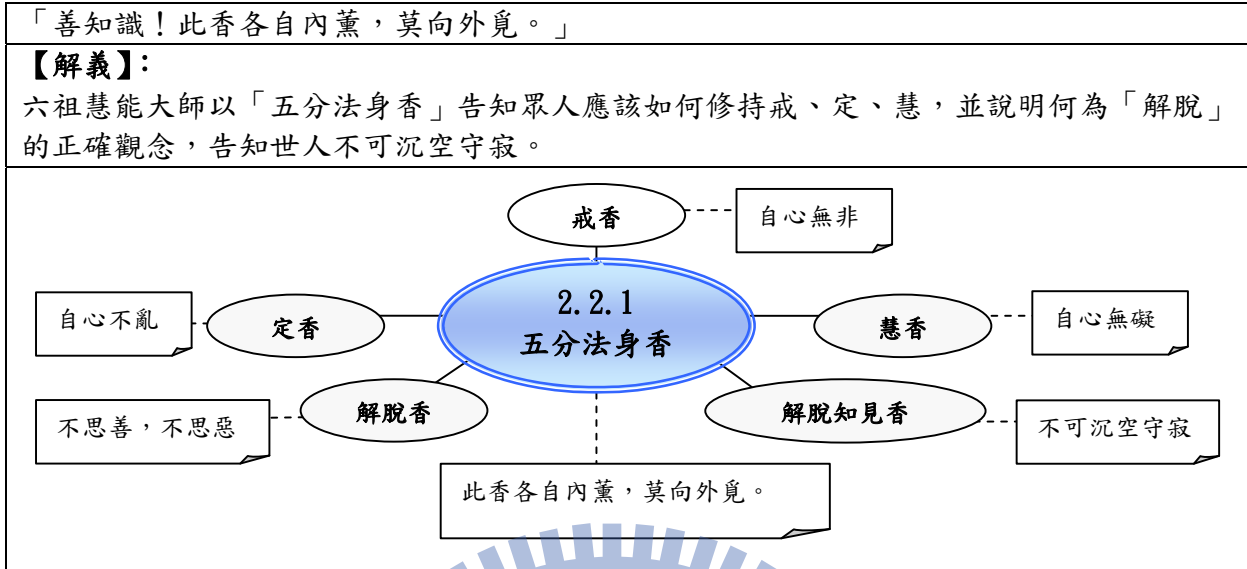 「善知識！此香各自內薰，莫向外覓。」
【解義】：
六祖慧能大師以「五分法身香」告知眾人應該如何修持戒、定、慧，並說明何為「解脫」
的正確觀念，告知世人不可沉空守寂。
戒香
自心無非
2.2.1
五分法身香
自心不亂
定香
慧香
自心無礙
不思善，不思惡
解脫香
解脫知見香
不可沉空守寂
此香各自內薰，莫向外覓。